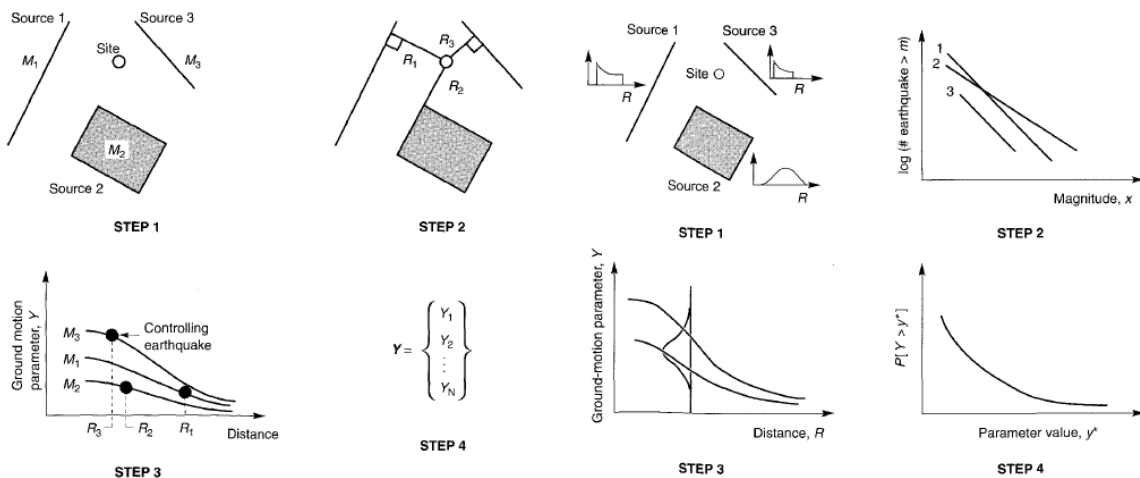 Source 1
Source 3
Site
M1
M3
M2
Source 2
STEP 1
R1
R3
R2
STEP 2
Source 1
Source 3
Site
R
R
Source 2
R
STEP 1
log (# earthquake > m)
1
2
3
Magnitude, x
STEP 2
Ground motion
parameter, Y
M3
M1
M2
Controlling
earthquake
R3
R2
R1
Distance
STEP 3
Y =
Y1
Y2
⋮
YN
STEP 4
Ground-motion parameter, Y
Distance, R
STEP 3
P[Y > y*]
Parameter value, y*
STEP 4